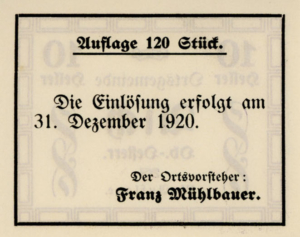 Auflage 120 Stück.
Die Einlösung erfolgt am
31. Dezember 1920.
Der Ortsvorsteher:
Franz Mühlbauer.